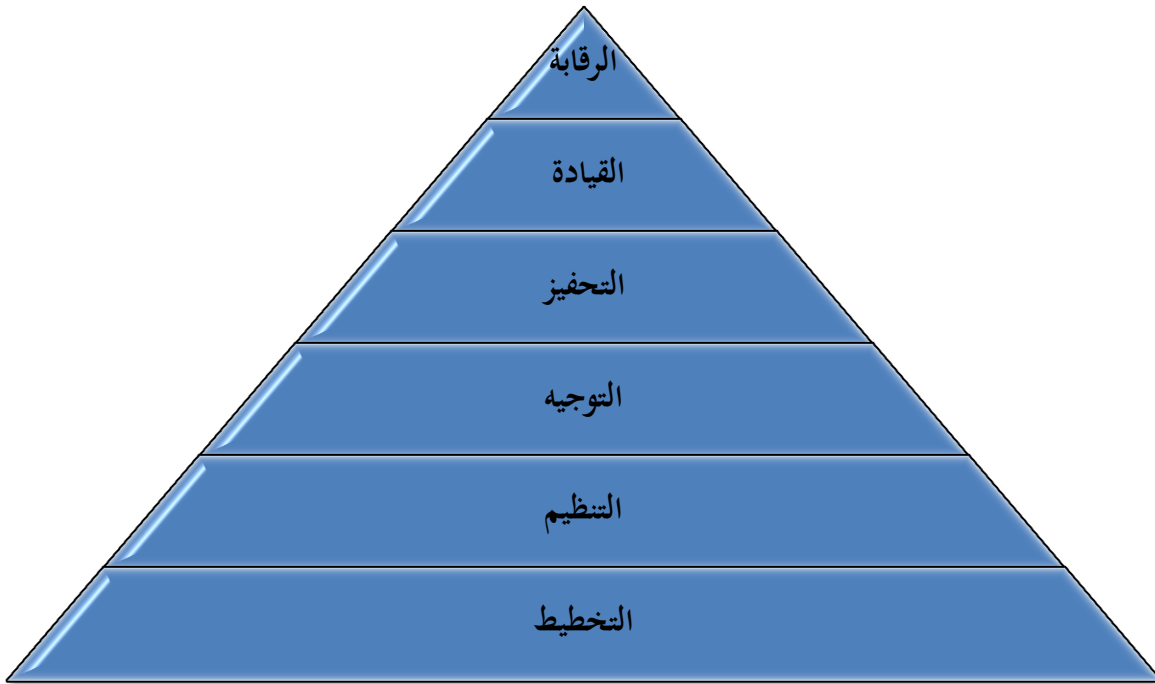 الرقابة
القيادة
التحفيز
التوجيه
التنظيم
التخطيط